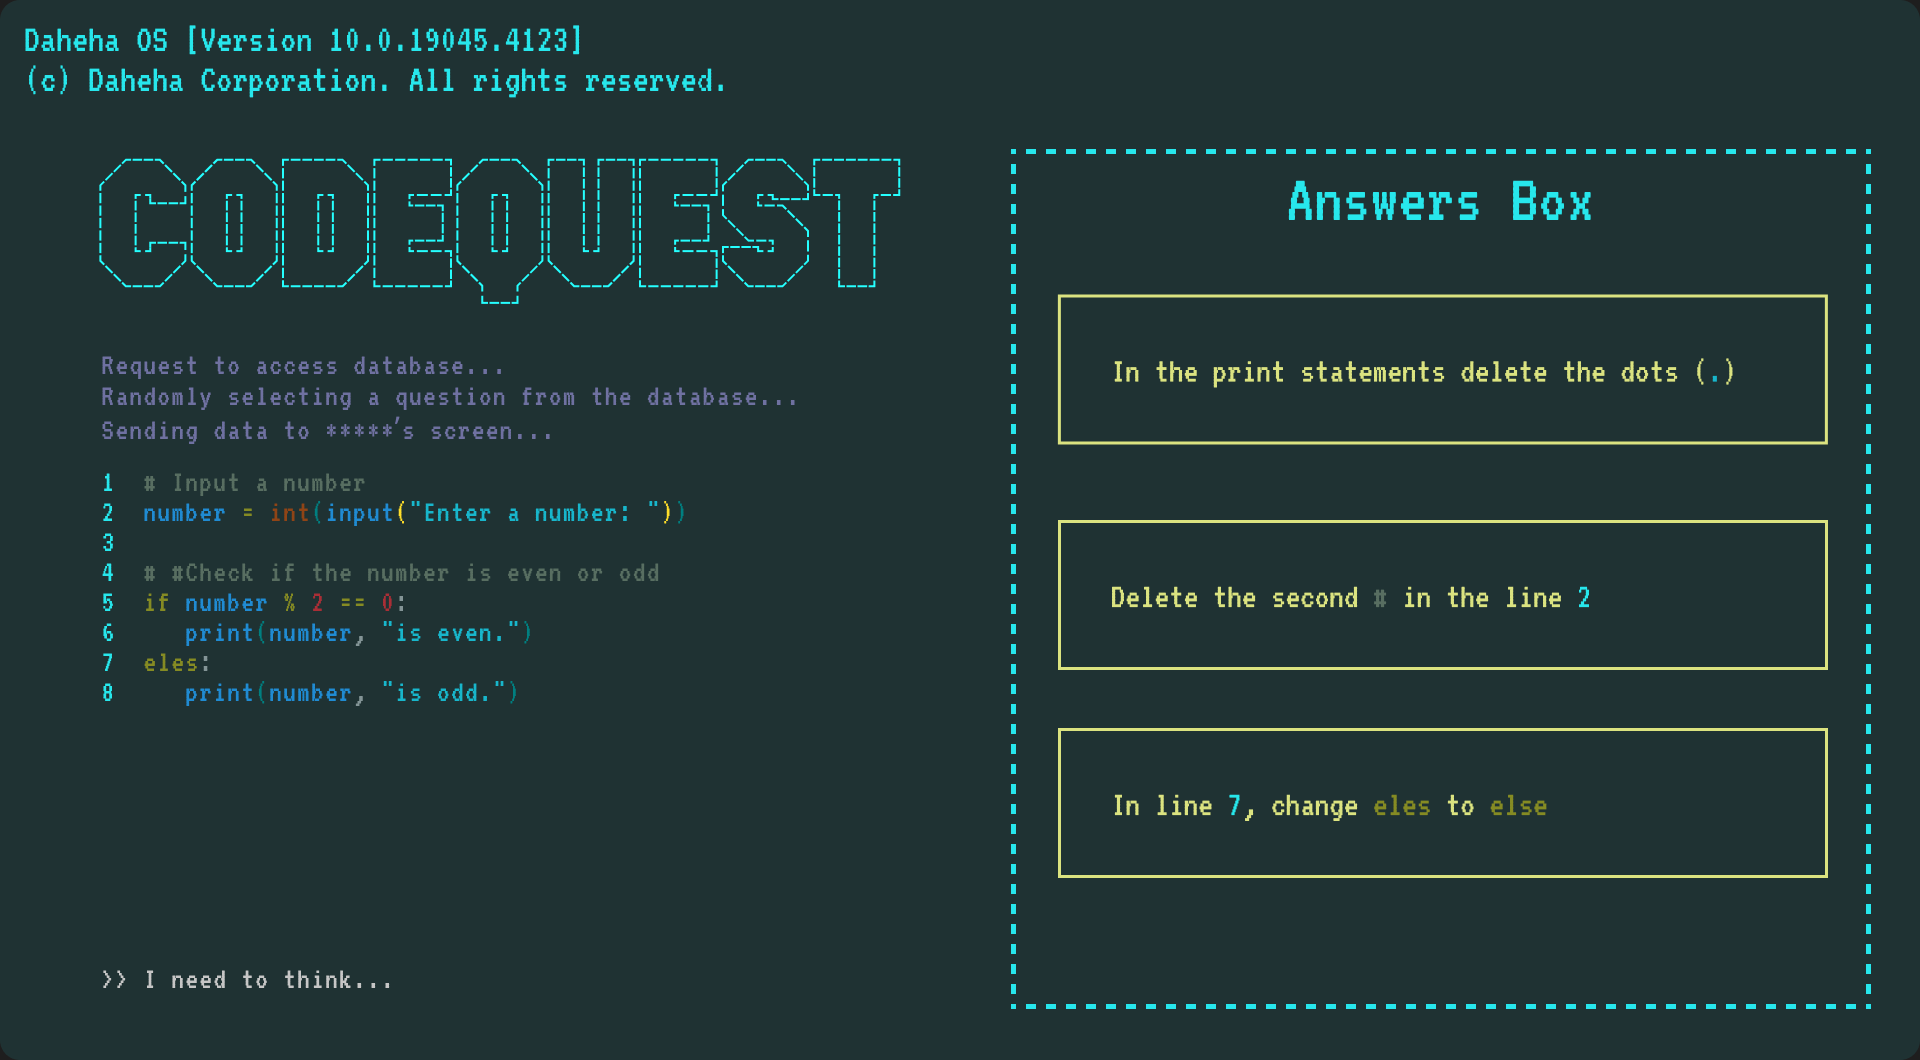 Daheha OS [Version 10.0.19045.4123]
(c) Daheha Corporation. All rights reserved.
CODEQUEST
Request to access database...
Randomly selecting a question from the database...
Sending data to *****'s screen...
1 # Input a number
2 number = int(input("Enter a number: "))
3
4 # #Check if the number is even or odd
5 if number % 2 == 0:
6    print(number, "is even.")
7 eles:
8    print(number, "is odd.")
>> I need to think...
Answers Box
In the print statements delete the dots (.)
Delete the second # in the line 2
In line 7, change eles to else